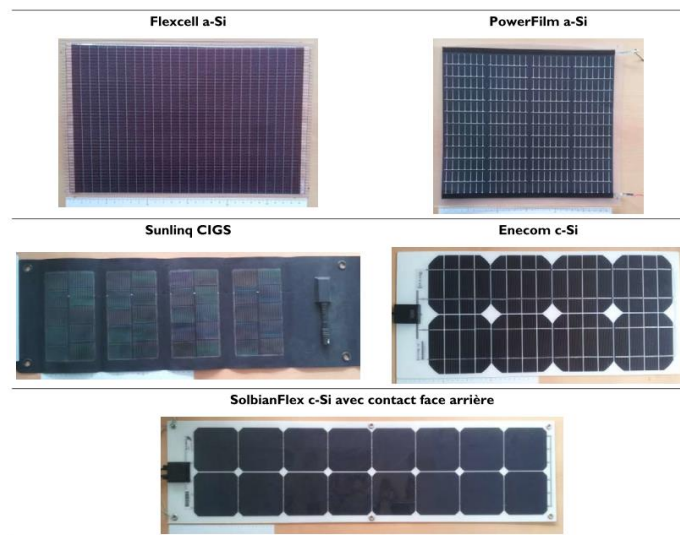 Flexcell a-Si
PowerFilm a-Si
Sunlinq CIGS
Enecom c-Si
SolbianFlex c-Si avec contact face arrière